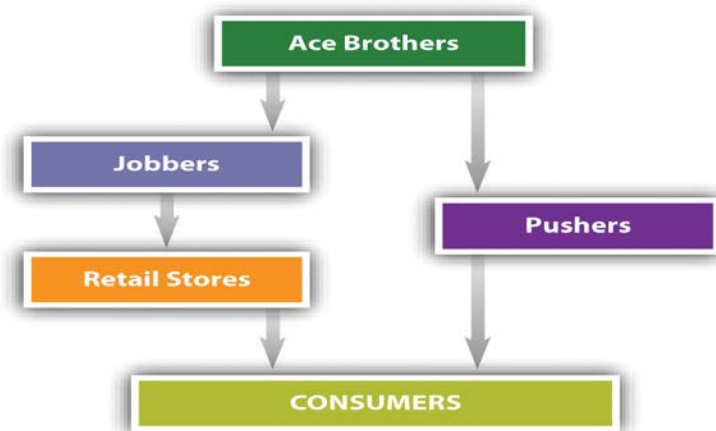 Ace Brothers
Jobbers
Pushers
Retail Stores
CONSUMERS